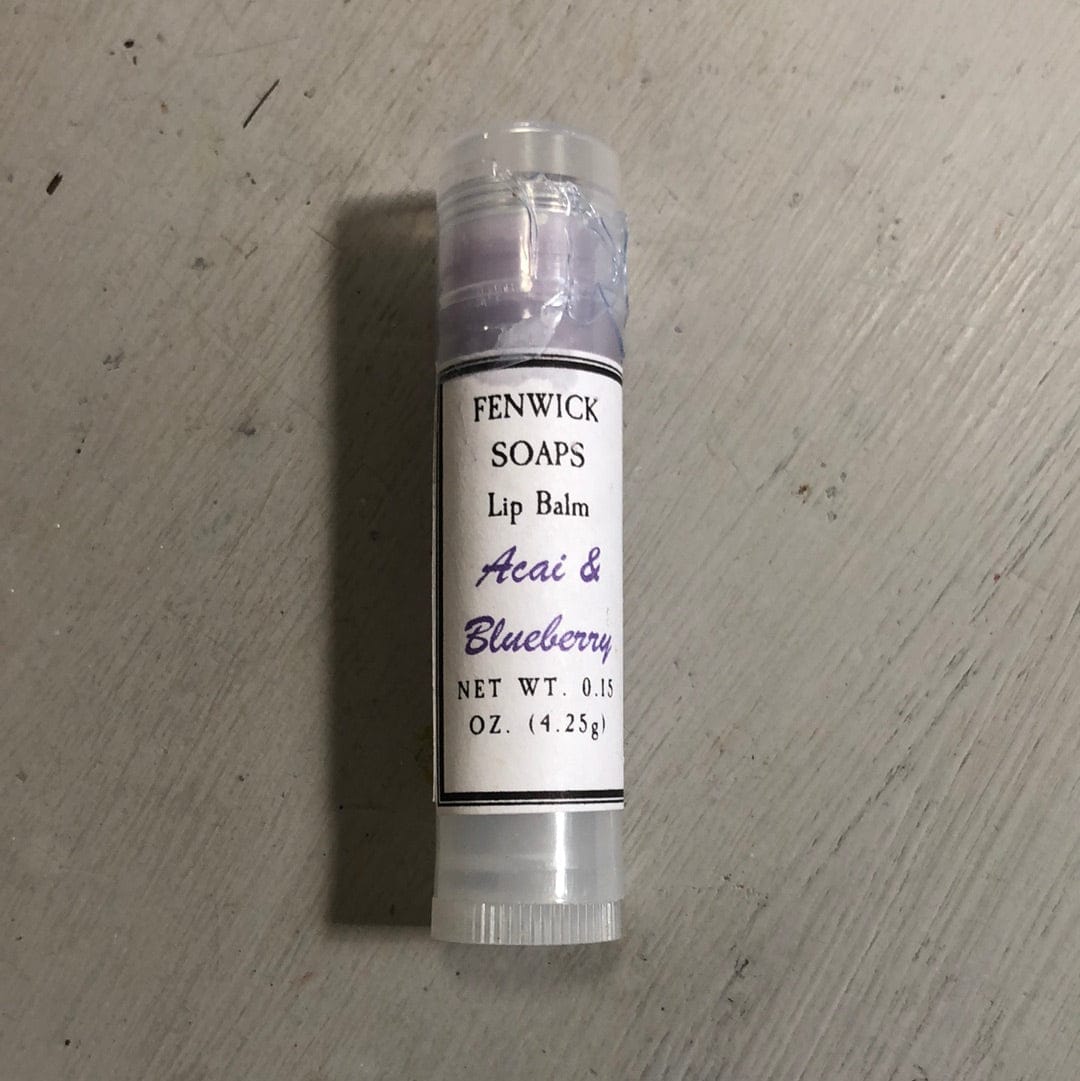 FENWICK
SOAPS
Lip Balm
Acai &
Blueberry
NET WT. 0.15
OZ. (4.25g)